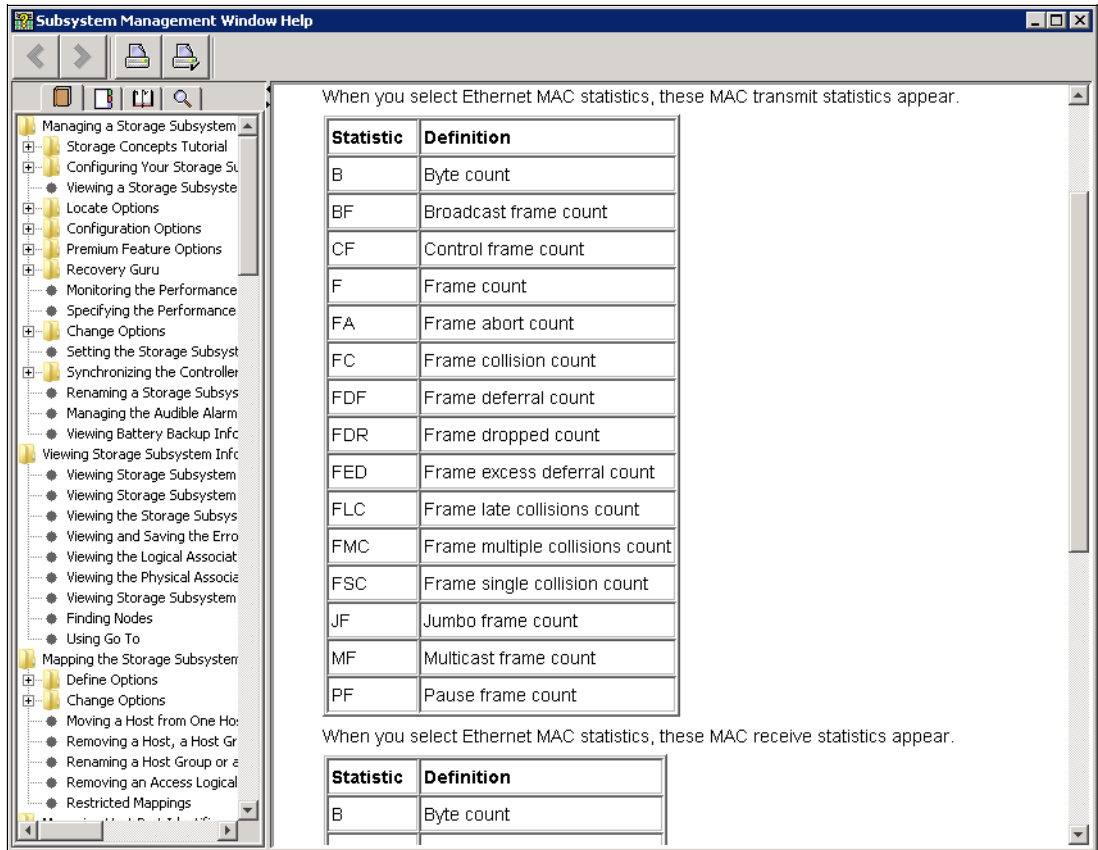 Subsystem Management Window Help
Managing a Storage Subsystem
Storage Concepts Tutorial
Configuring Your Storage Su
Viewing a Storage Subsyste
Locate Options
Configuration Options
Premium Feature Options
Recovery Guru
Monitoring the Performance
Specifying the Performance
Change Options
Setting the Storage Subsyst
Synchronizing the Controller
Renaming a Storage Subsys
Managing the Audible Alarm
Viewing Battery Backup Info
Viewing Storage Subsystem Info
Viewing Storage Subsystem
Viewing Storage Subsystem
Viewing the Storage Subsys
Viewing and Saving the Erro
Viewing the Logical Associat
Viewing the Physical Associa
Viewing Storage Subsystem
Finding Nodes
Using Go To
Mapping the Storage Subsystem
Define Options
Change Options
Moving a Host from One Hos
Removing a Host, a Host Gr
Renaming a Host Group or a
Removing an Access Logical
Restricted Mappings
When you select Ethernet MAC statistics, these MAC transmit statistics appear.
Statistic Definition
B Byte count
BF Broadcast frame count
CF Control frame count
F Frame count
FA Frame abort count
FC Frame collision count
FDF Frame deferral count
FDR Frame dropped count
FED Frame excess deferral count
FLC Frame late collisions count
FMC Frame multiple collisions count
FSC Frame single collision count
JF Jumbo frame count
MF Multicast frame count
PF Pause frame count
When you select Ethernet MAC statistics, these MAC receive statistics appear.
Statistic Definition
B Byte count